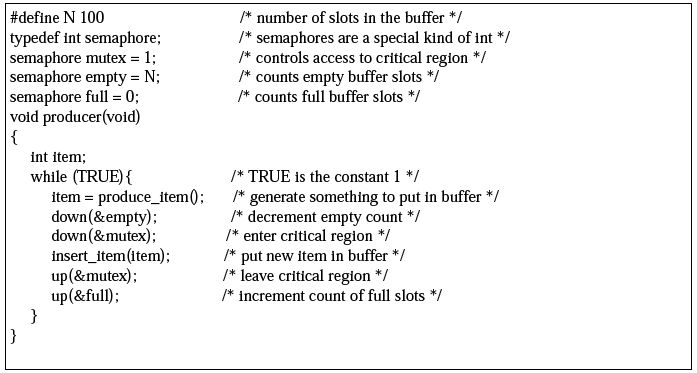 #define N 100 /* number of slots in the buffer */
typedef int semaphore; /* semaphores are a special kind of int */
semaphore mutex = 1; /* controls access to critical region */
semaphore empty = N; /* counts empty buffer slots */
semaphore full = 0; /* counts full buffer slots */
void producer(void)
{
int item;
while (TRUE){ /* TRUE is the constant 1 */
item = produce_item(); /* generate something to put in buffer */
down(&empty); /* decrement empty count */
down(&mutex); /* enter critical region */
insert_item(item); /* put new item in buffer */
up(&mutex); /* leave critical region */
up(&full); /* increment count of full slots */
}
}